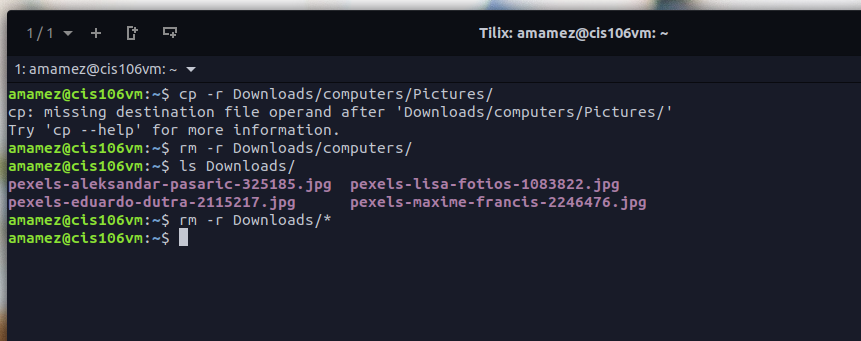 1 / 1
Tilix: amamez@cis106vm: ~
1: amamez@cis106vm: ~
amamez@cis106vm:~$ cp -r Downloads/computers/Pictures/
cp: missing destination file operand after 'Downloads/computers/Pictures/'
Try 'cp --help' for more information.
amamez@cis106vm:~$ rm -r Downloads/computers/
amamez@cis106vm:~$ ls Downloads/
pexels-aleksandar-pasaric-325185.jpg  pexels-lisa-fotios-1083822.jpg
pexels-eduardo-dutra-2115217.jpg      pexels-maxime-francis-2246476.jpg
amamez@cis106vm:~$ rm -r Downloads/*
amamez@cis106vm:~$